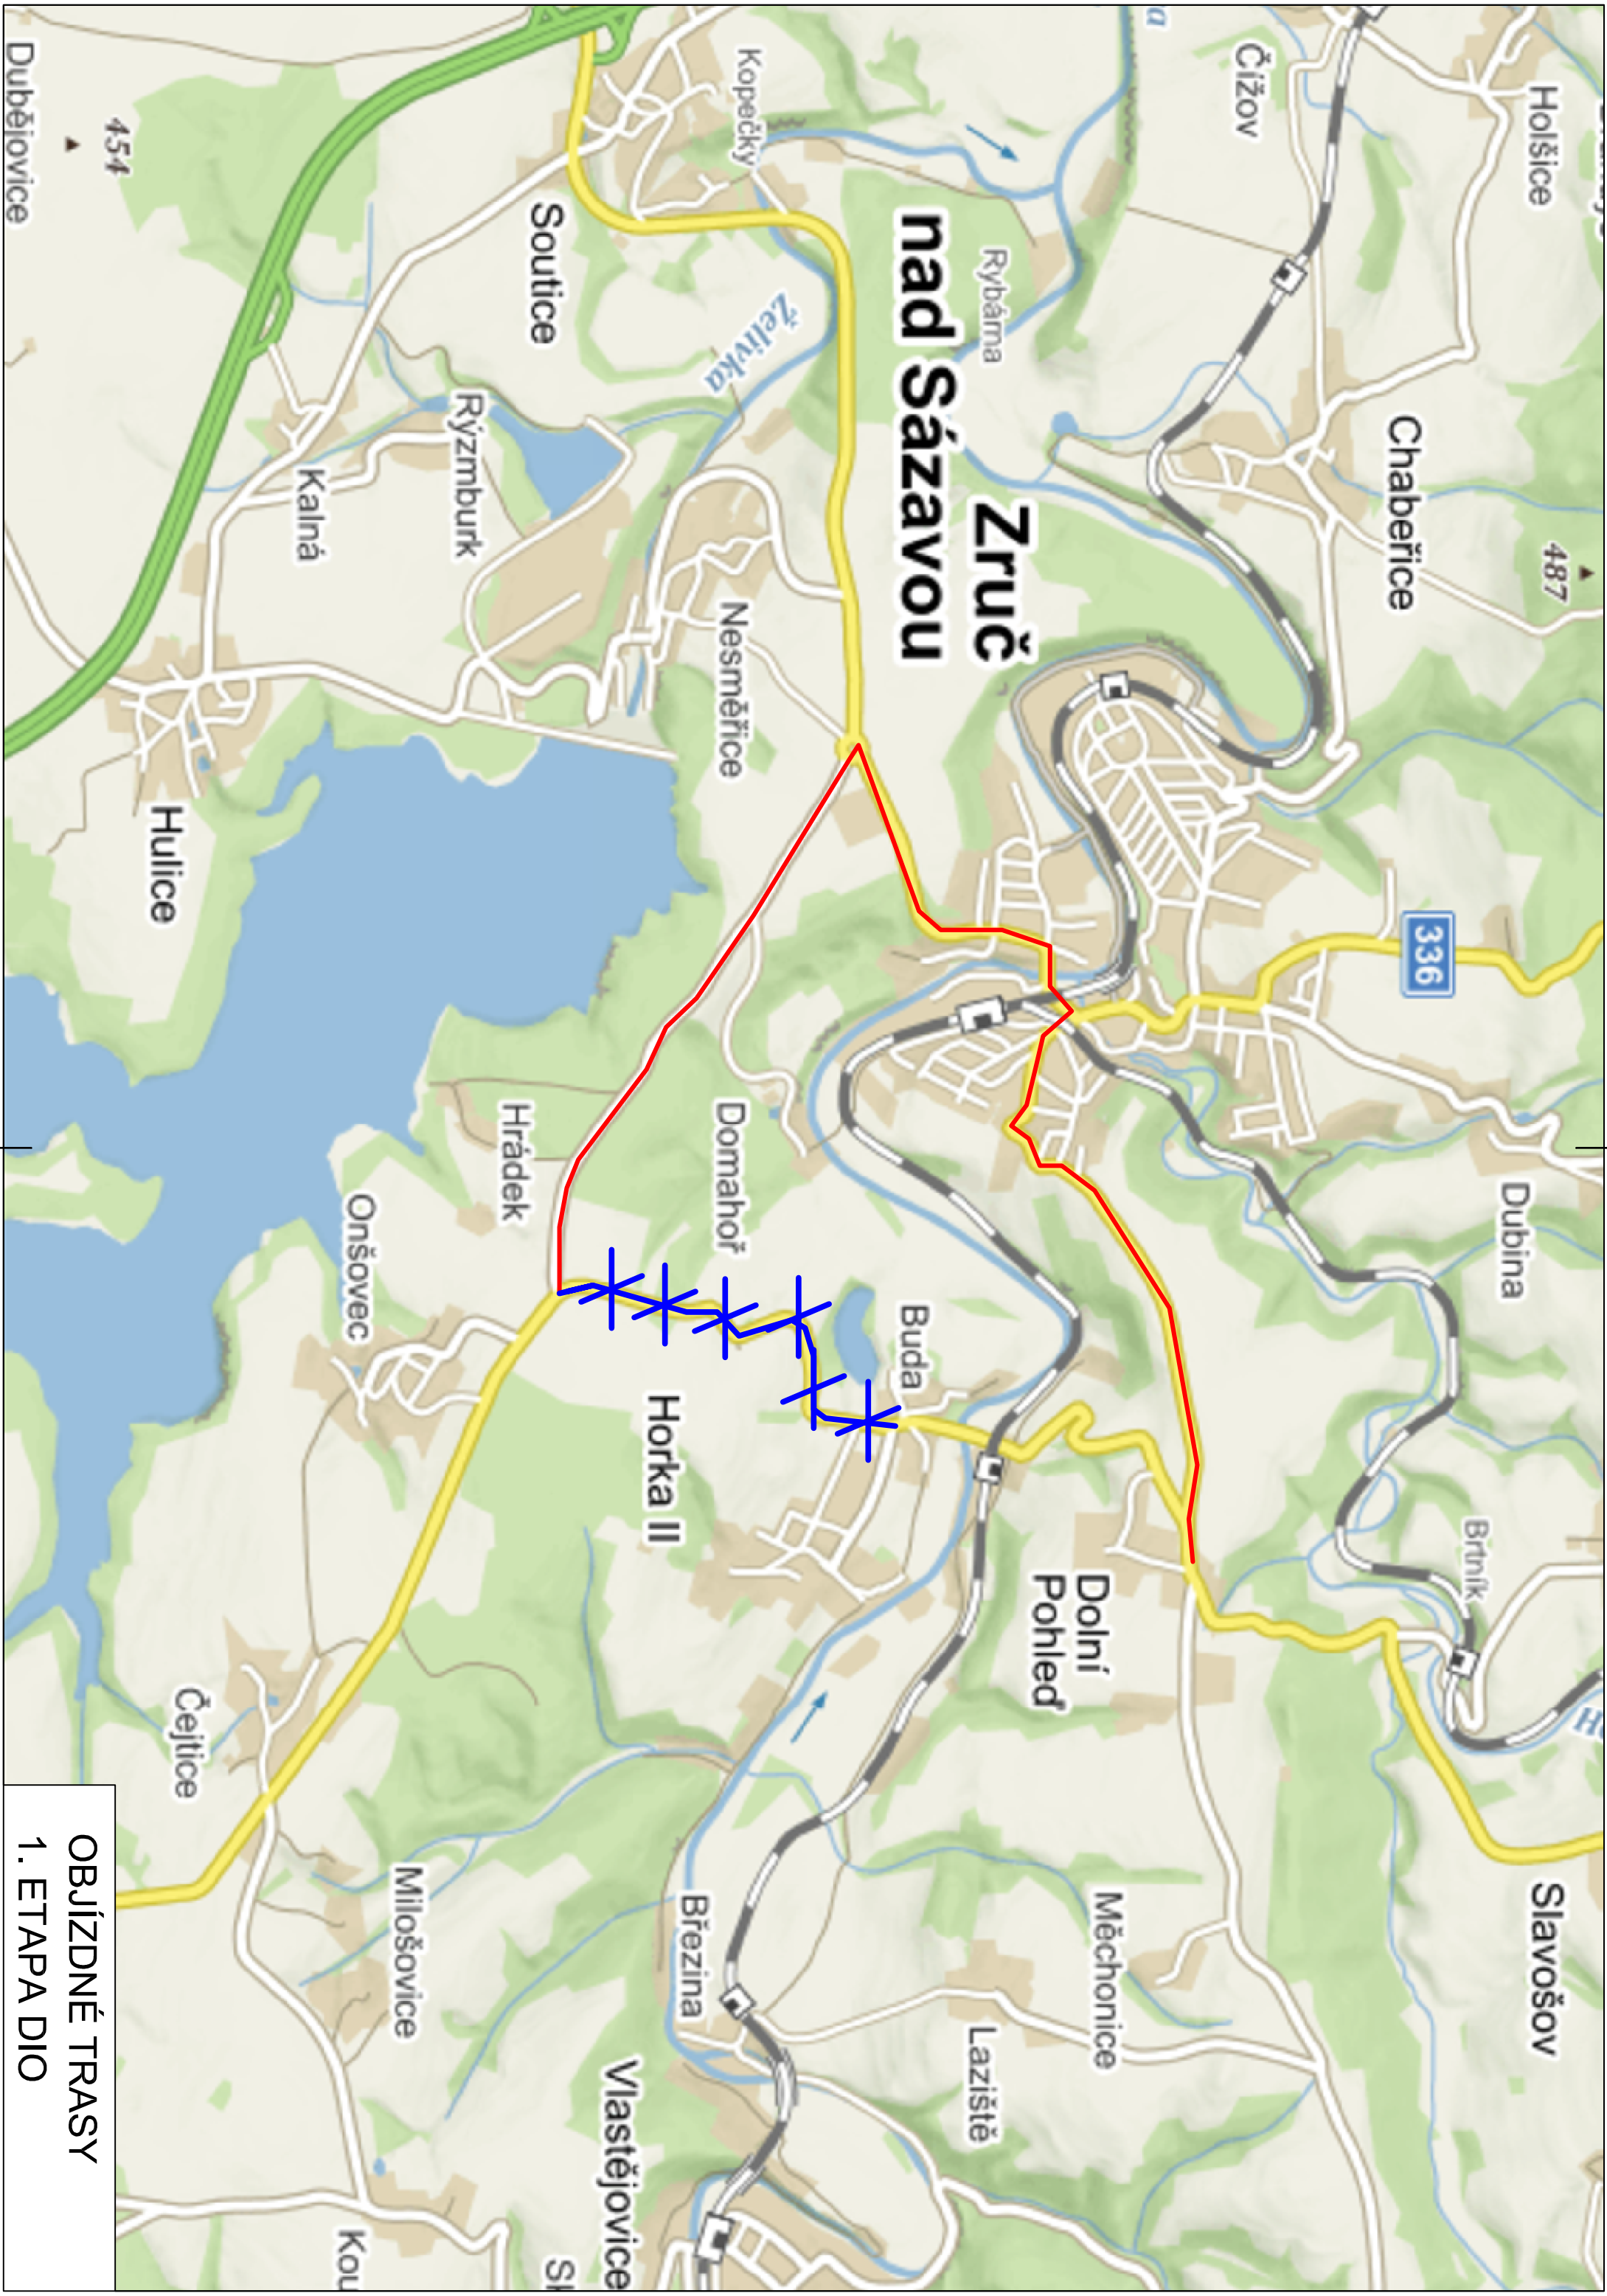 Holšice
Čížov
Kopečky
454
Dubějovice
Chabeřice
487
Rybárna
Zruč
nad Sázavou
Želivka
Soutice
Rýzmburk
Kalná
Nesměřice
Hulice
336
Dubina
Domahoř
Hrádek
Onšovec
Buda
Horka II
Brtník
Dolní
Pohleď
Čejtice
Slavošov
Měchonice
Milošovice
Březina
Laziště
Vlastějovice
Kou
OBJÍZDNÉ TRASY
1. ETAPA DIO